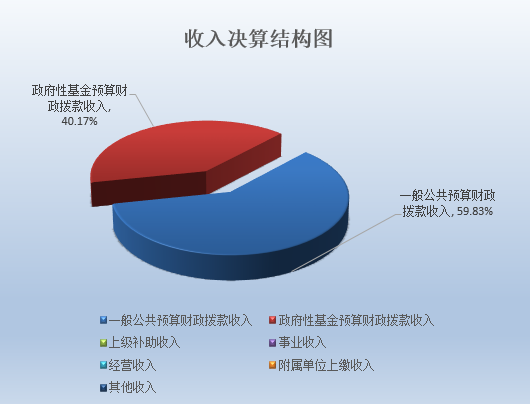 收入决算结构图
政府性基金预算财
政拨款收入,
40.17%
一般公共预算财政
拨款收入, 59.83%
一般公共预算财政拨款收入
政府性基金预算财政拨款收入
上级补助收入
事业收入
经营收入
附属单位上缴收入
其他收入